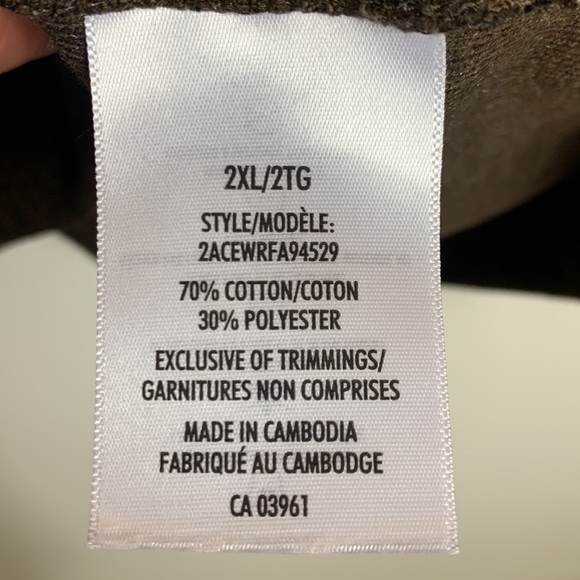 2XL/2TG
STYLE/MODÈLE:
2ACEWRFA94529
70% COTTON/COTON
30% POLYESTER
EXCLUSIVE OF TRIMMINGS/
GARNITURES NON COMPRISES
MADE IN CAMBODIA
FABRIQUÉ AU CAMBODGE
CA 03961